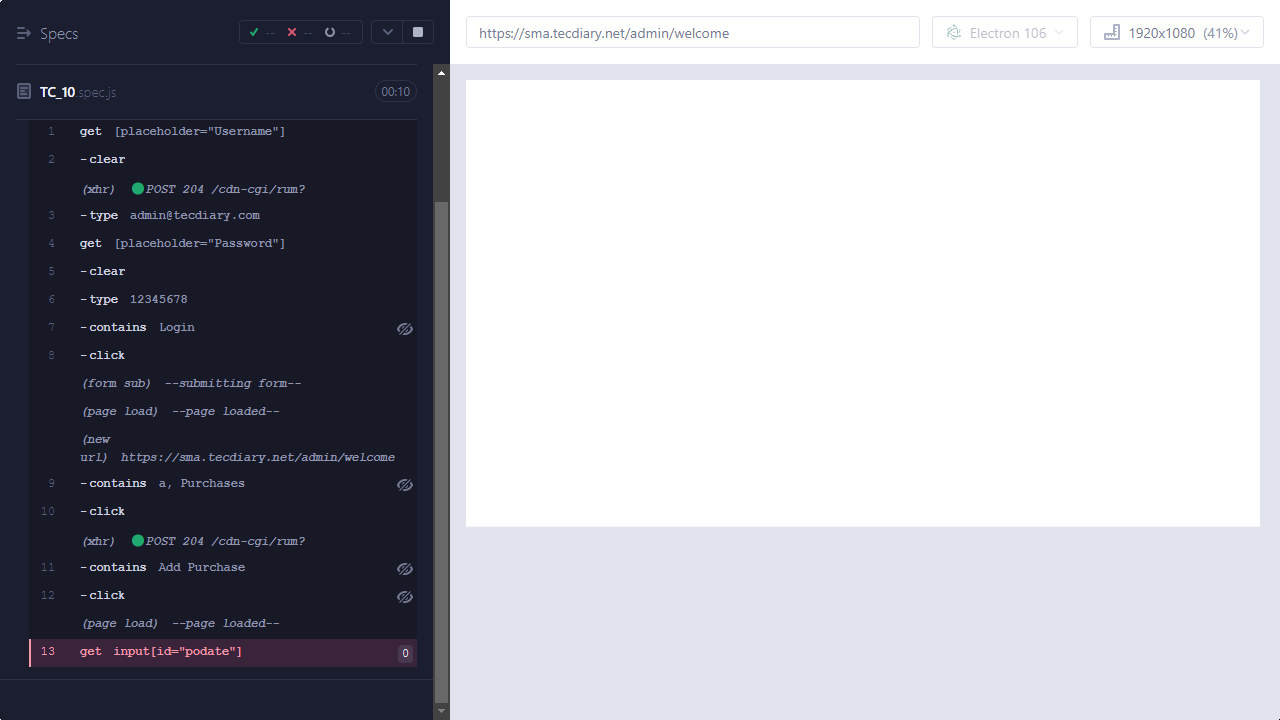 Specs
--
--
--
https://sma.tecdiary.net/admin/welcome
Electron 106
1920x1080 (41%)
TC_10.spec.js
00:10
1 get [placeholder="Username"]
2 -clear
(xhr) POST 204 /cdn-cgi/rum?
3 -type admin@tecdiary.com
4 get [placeholder="Password"]
5 -clear
6 -type 12345678
7 -contains Login
8 -click
(form sub) --submitting form--
(page load) --page loaded--
(new
url) https://sma.tecdiary.net/admin/welcome
9 -contains a, Purchases
10 -click
(xhr) POST 204 /cdn-cgi/rum?
11 -contains Add Purchase
12 -click
(page load) --page loaded--
13 get input[id="podate"] 0